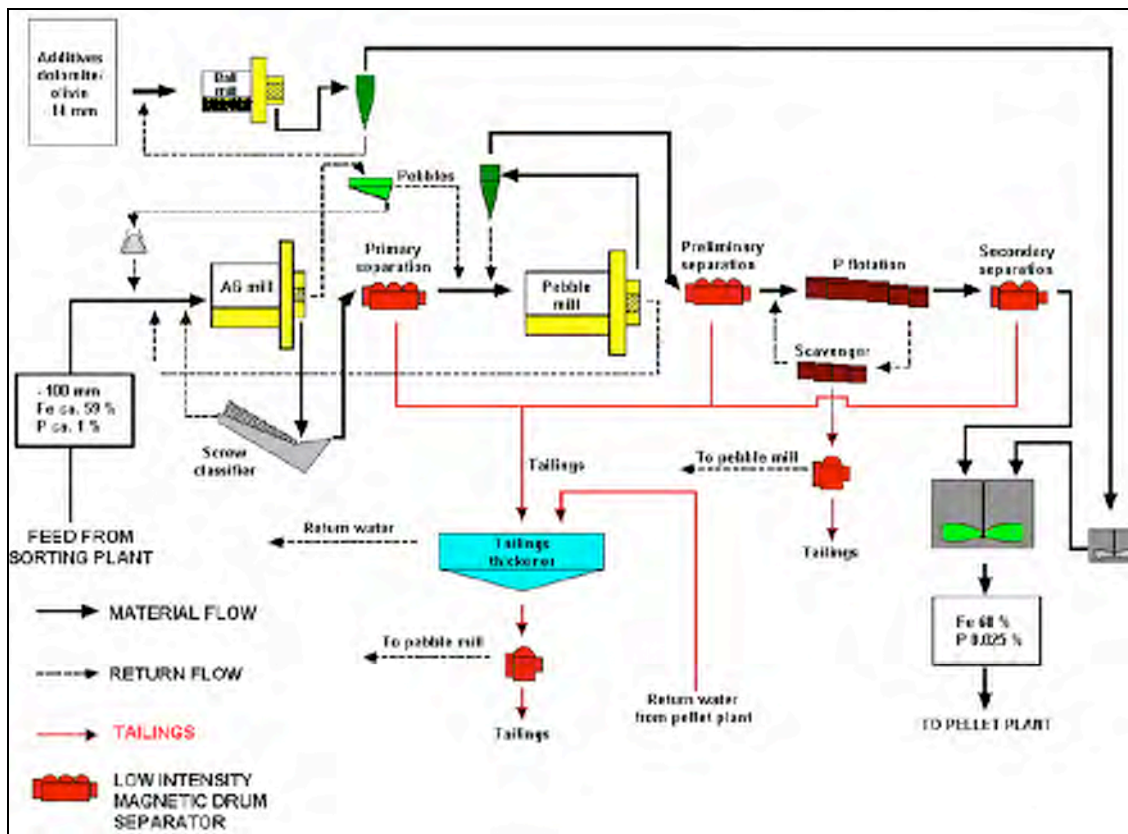 Additives
dolomite/
olivin
-14 mm
Ball
mill
Pebbles
AG mill
Primary
separation
Pebble
mill
Preliminary
separation
P flotation
Secondary
separation
Scavenger
- 100 mm
Fe ca. 59 %
P ca. 1 %
Screw
classifier
Tailings
To pebble mill
Tailings
FEED FROM
SORTING PLANT
Return water
Tailings
thickener
MATERIAL FLOW
To pebble mill
Fe 68 %
P 0.025 %
RETURN FLOW
Return water
from pellet plant
Tailings
TO PELLET PLANT
TAILINGS
LOW INTENSITY
MAGNETIC DRUM
SEPARATOR